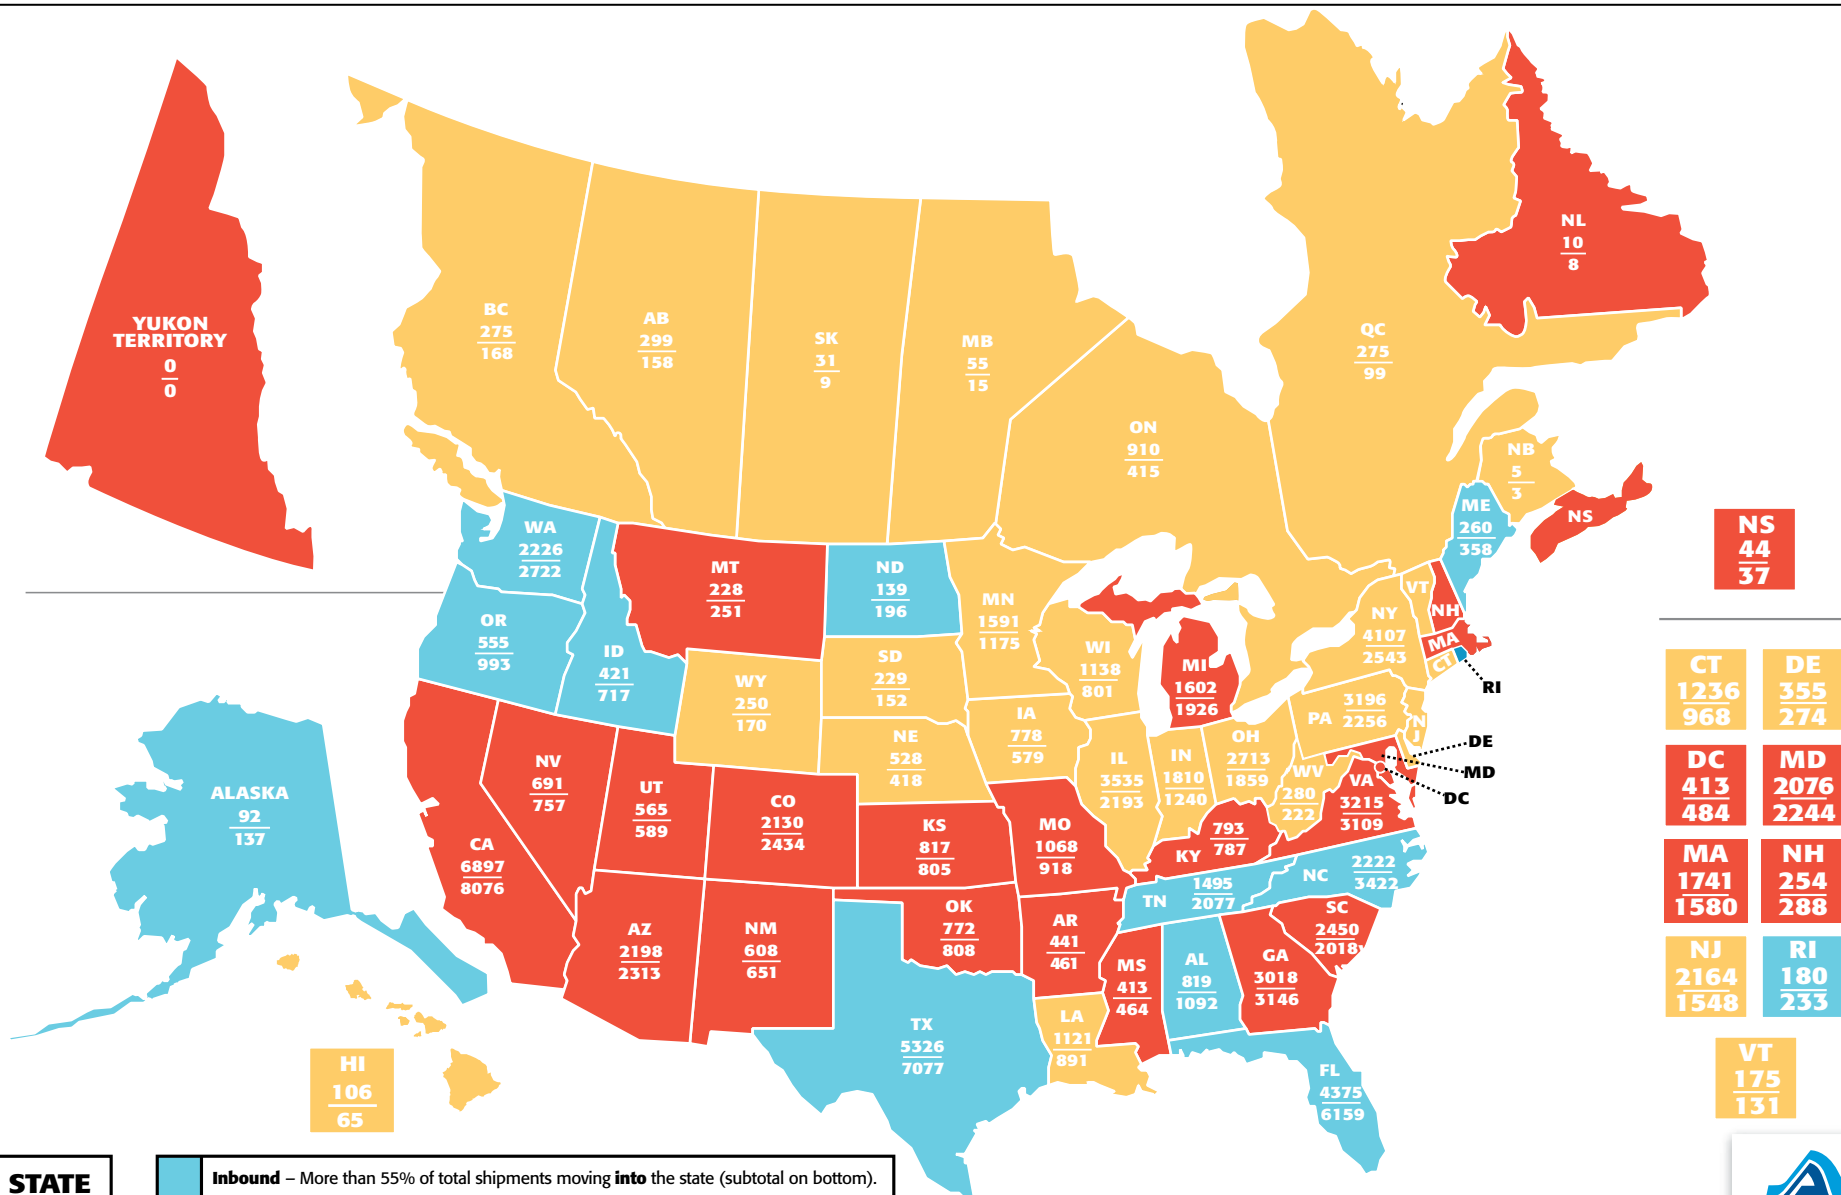 YUKON
TERRITORY
0
0
BC
275
168
AB
299
158
SK
31
9
MB
55
15
ON
910
415
QC
275
99
NL
10
8
NB
5
3
NS
NS
44
37
WA
2226
2722
OR
555
993
ID
421
717
MT
228
251
ND
139
196
MN
1591
1175
WI
1138
801
MI
1602
1926
NY
4107
2543
VT
NH
ME
260
358
MA
CT
RI
SD
229
152
WY
250
170
NE
528
418
IA
778
579
IL
3535
2193
IN
1810
1240
OH
2713
1859
PA
3196
2256
N
J
DE
MD
DC
WV
280
222
VA
3215
3109
NV
691
757
UT
565
589
CO
2130
2434
KS
817
805
MO
1068
918
KY
793
787
CA
6897
8076
AZ
2198
2313
NM
608
651
OK
772
808
AR
441
461
TN
1495
2077
NC
2222
3422
SC
2450
2018
MS
413
464
AL
819
1092
GA
3018
3146
LA
1121
891
TX
5326
7077
FL
4375
6159
ALASKA
92
137
HI
106
65
CT
1236
968
DE
355
274
DC
413
484
MD
2076
2244
MA
1741
1580
NH
254
288
NJ
2164
1548
RI
180
233
VT
175
131
STATE
Inbound – More than 55% of total shipments moving into the state (subtotal on bottom).